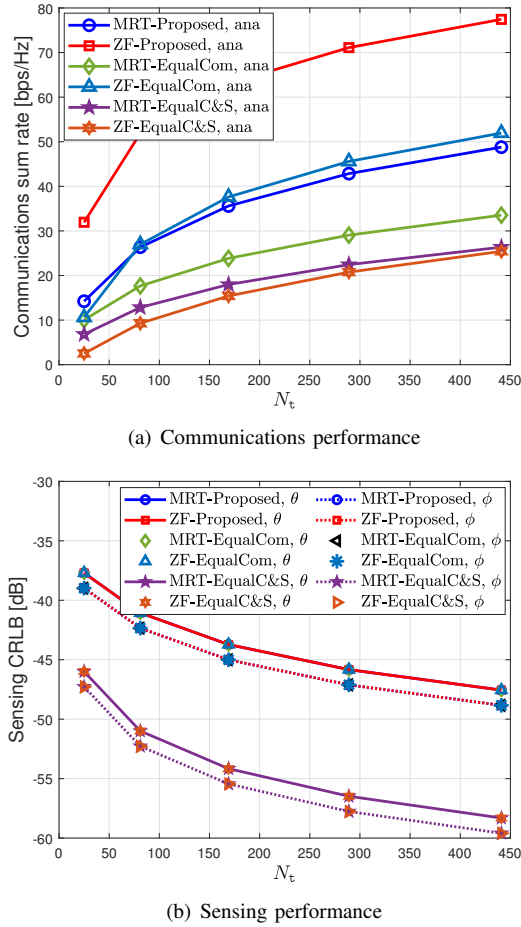 80
70
60
50
40
30
20
10
0
Communications sum rate [bps/Hz]
MRT-Proposed, ana
ZF-Proposed, ana
MRT-EqualCom, ana
ZF-EqualCom, ana
MRT-EqualC&S, ana
ZF-EqualC&S, ana
0 50 100 150 200 250 300 350 400 450
N_t
(a) Communications performance
-30
-35
-40
-45
-50
-55
-60
Sensing CRLB [dB]
MRT-Proposed, θ MRT-Proposed, ϕ
ZF-Proposed, θ ZF-Proposed, ϕ
MRT-EqualCom, θ MRT-EqualCom, ϕ
ZF-EqualCom, θ ZF-EqualCom, ϕ
MRT-EqualC&S, θ MRT-EqualC&S, ϕ
ZF-EqualC&S, θ ZF-EqualC&S, ϕ
0 50 100 150 200 250 300 350 400 450
N_t
(b) Sensing performance